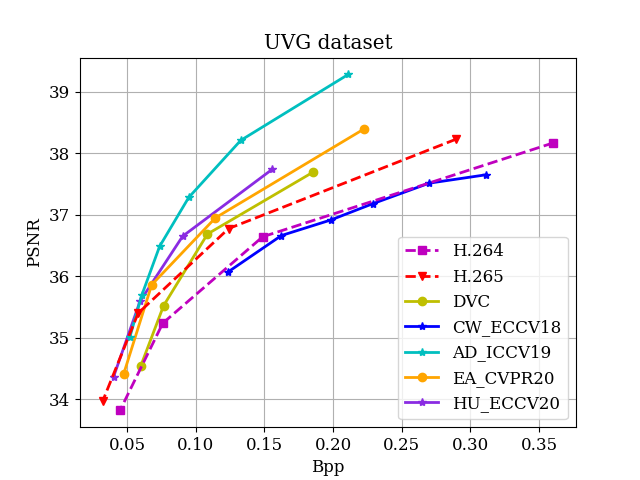 UVG dataset
PSNR
39
38
37
36
35
34
H.264
H.265
DVC
CW_ECCV18
AD_ICCV19
EA_CVPR20
HU_ECCV20
0.05 0.10 0.15 0.20 0.25 0.30 0.35
Bpp